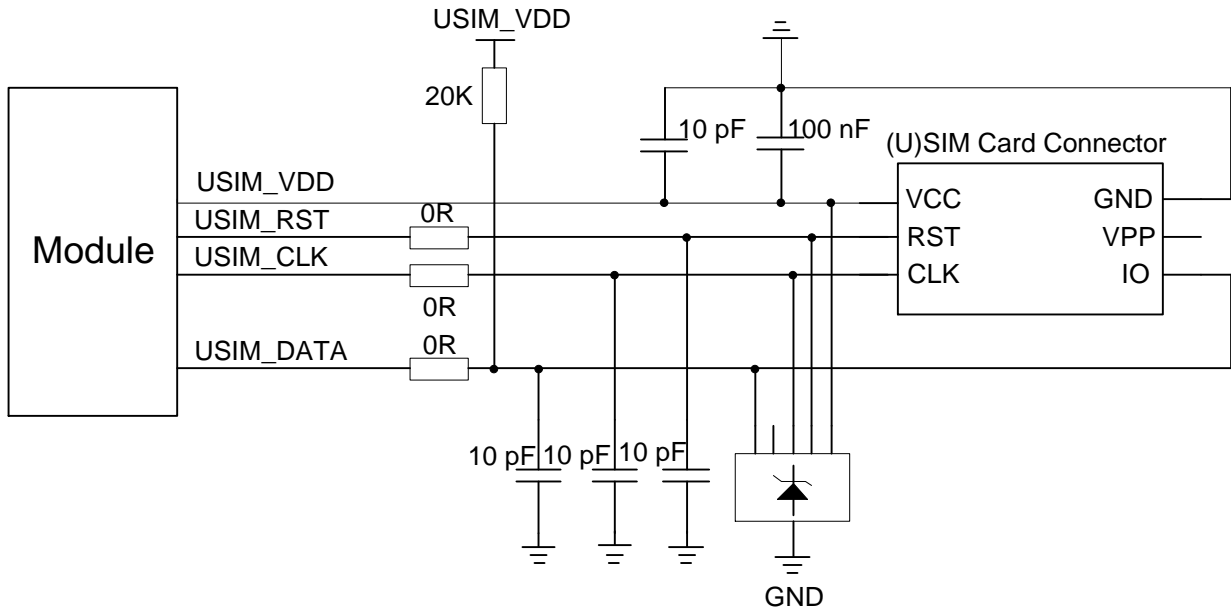 USIM_VDD
20K
10 pF
100 nF
(U)SIM Card Connector
USIM_VDD
VCC
GND
USIM_RST
0R
RST
VPP
Module
USIM_CLK
0R
CLK
IO
USIM_DATA
0R
10 pF
10 pF
10 pF
GND